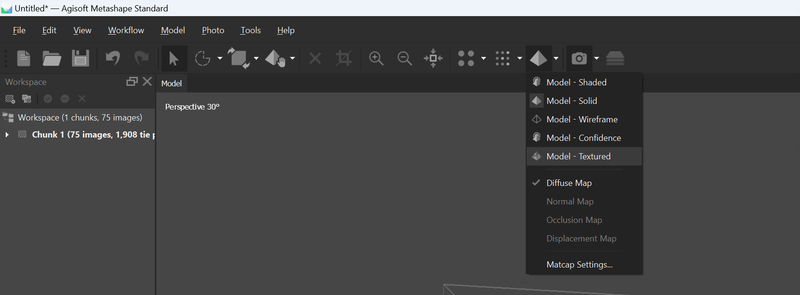 Untitled* — Agisoft Metashape Standard
File Edit View Workflow Model Photo Tools Help
Workspace
Model
Workspace (1 chunks, 75 images)
Chunk 1 (75 images, 1,908 tie
Perspective 30°
Model - Shaded
Model - Solid
Model - Wireframe
Model - Confidence
Model - Textured
Diffuse Map
Normal Map
Occlusion Map
Displacement Map
Matcap Settings...